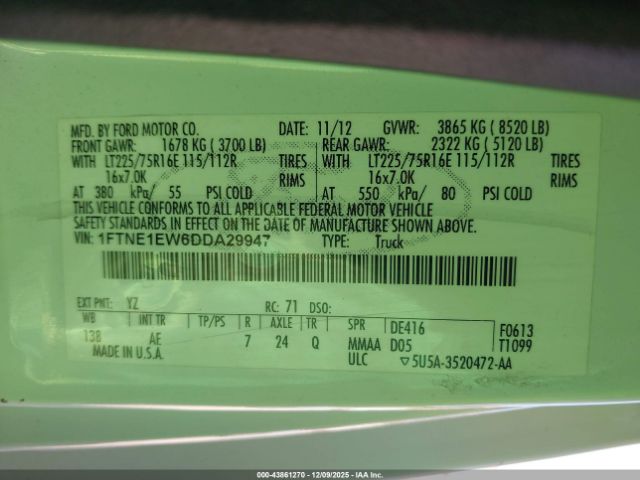 MFD. BY FORD MOTOR CO. DATE: 11/12 GVWR: 3865 KG ( 8520 LB)
FRONT GAWR: 1678 KG ( 3700 LB) REAR GAWR: 2322 KG ( 5120 LB)
WITH LT225/75R16E 115/112R TIRES WITH LT225/75R16E 115/112R TIRES
16x7.0K RIMS 16x7.0K RIMS
AT 380 kPa/ 55 PSI COLD AT 550 kPa/ 80 PSI COLD
THIS VEHICLE CONFORMS TO ALL APPLICABLE FEDERAL MOTOR VEHICLE
SAFETY STANDARDS IN EFFECT ON THE DATE OF MANUFACTURE SHOWN ABOVE.
VIN: 1FTNE1EW6DDA29947 TYPE: Truck
EXT PNT: YZ RC: 71 DSO:
WB INT TR TP/PS R AXLE TR SPR DE416 F0613
138 AE 7 24 Q MMAA D05 T1099
MADE IN U.S.A. ULC ▽5U5A-3520472-AA
000-43861270 - 12/09/2025 - IAAI.COM